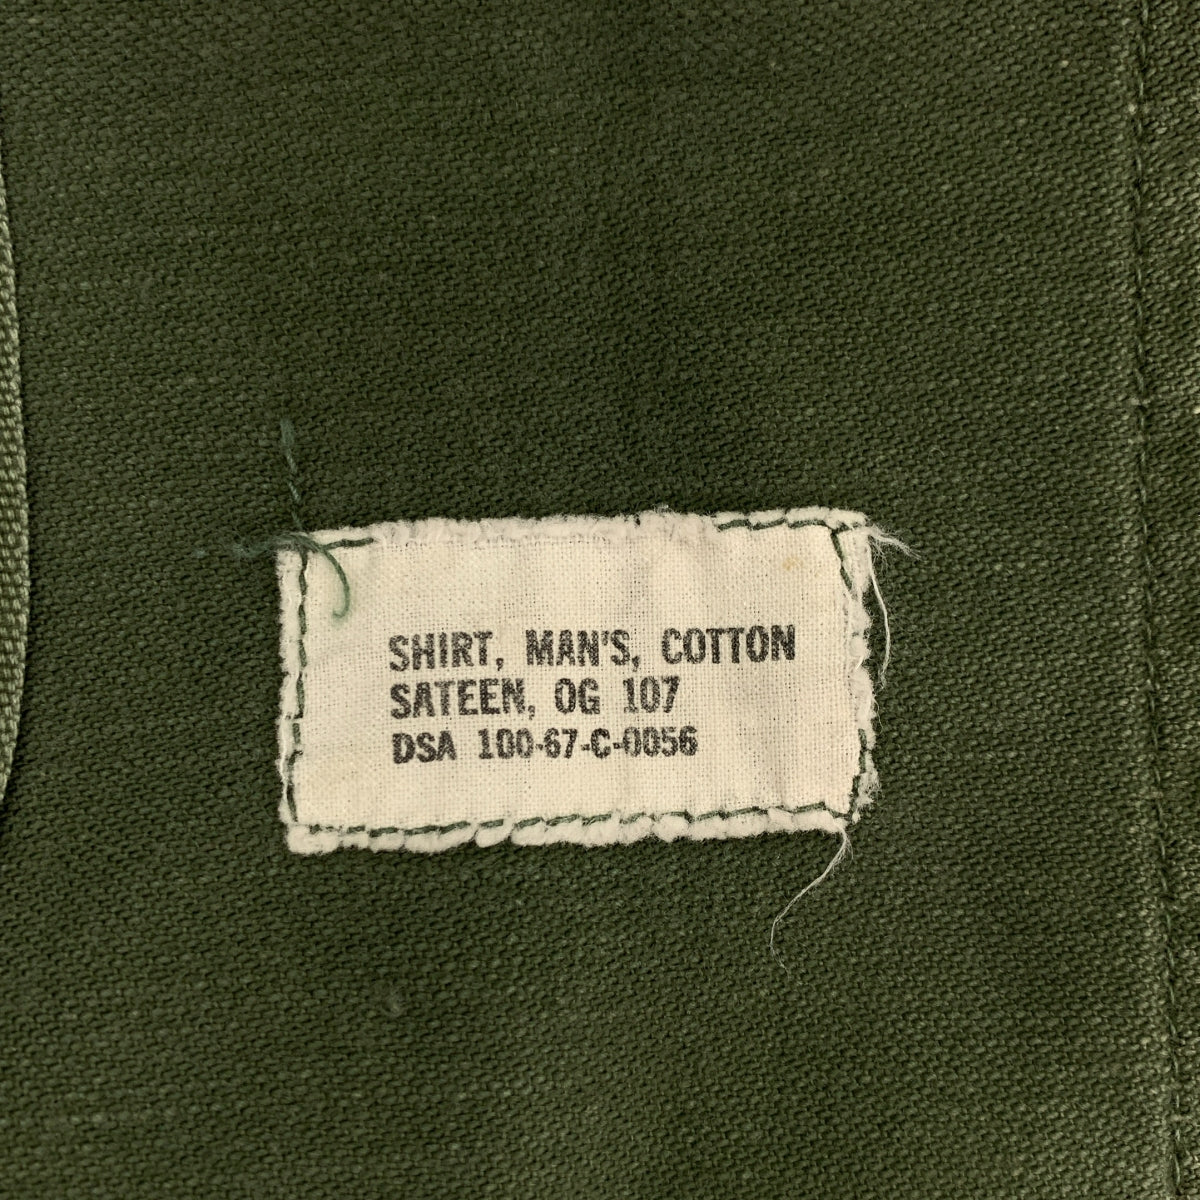 SHIRT, MAN'S, COTTON
SATEEN, OG 107
DSA 100-67-C-0056